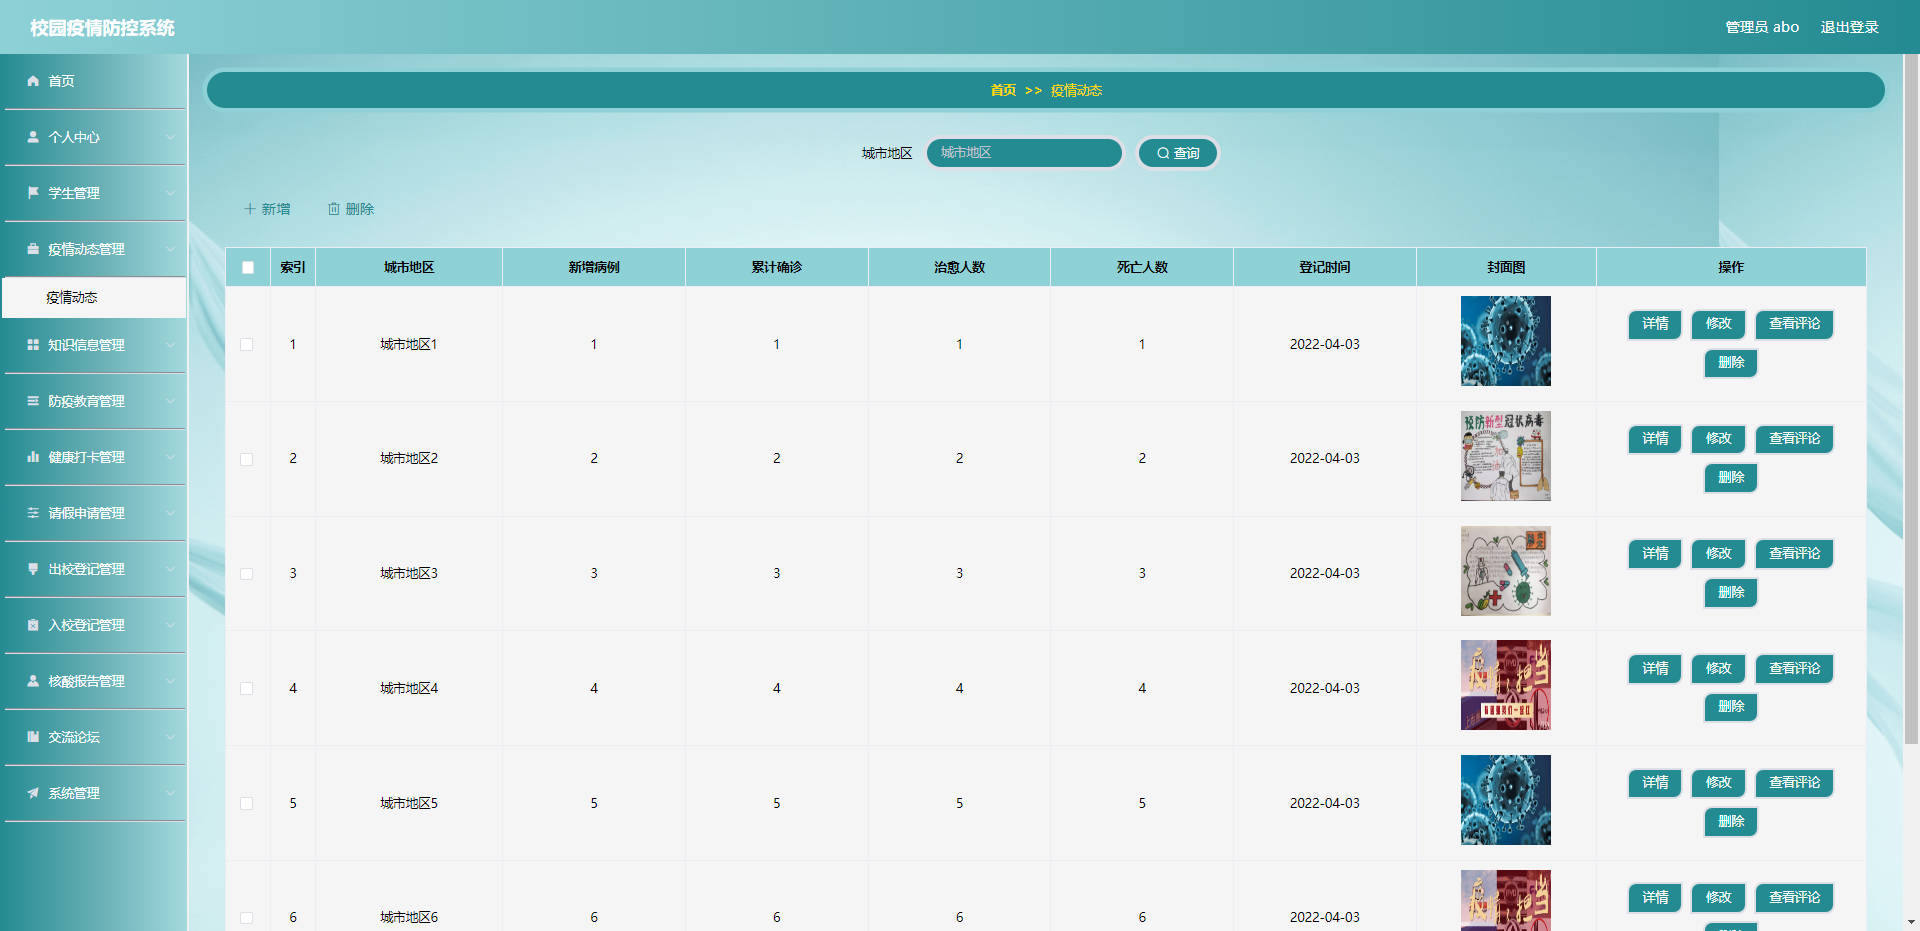 校园疫情防控系统
管理员 abo 退出登录
首页
个人中心
学生管理
疫情动态管理
疫情动态
知识信息管理
防疫教育管理
健康打卡管理
请假申请管理
出校登记管理
入校登记管理
核酸报告管理
交流论坛
系统管理
首页 >> 疫情动态
城市地区 城市地区 查询
新增 删除
索引 城市地区 新增病例 累计确诊 治愈人数 死亡人数 登记时间 封面图 操作
1 城市地区1 1 1 1 1 2022-04-03 详情 修改 查看评论
删除
预防新型冠状病毒
2 城市地区2 2 2 2 2 2022-04-03 详情 修改 查看评论
删除
3 城市地区3 3 3 3 3 2022-04-03 详情 修改 查看评论
删除
4 城市地区4 4 4 4 4 2022-04-03 详情 修改 查看评论
删除
5 城市地区5 5 5 5 5 2022-04-03 详情 修改 查看评论
删除
6 城市地区6 6 6 6 6 2022-04-03 详情 修改 查看评论